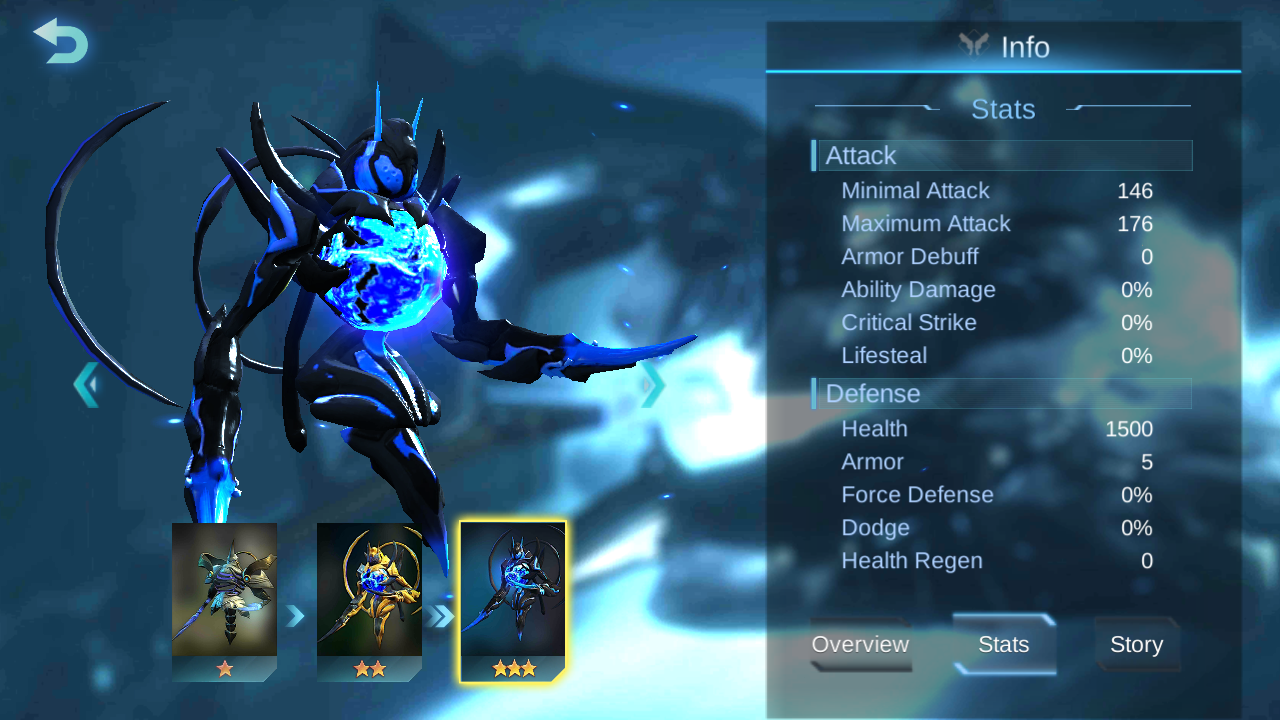 Info
Stats
Attack
Minimal Attack 146
Maximum Attack 176
Armor Debuff 0
Ability Damage 0%
Critical Strike 0%
Lifesteal 0%
Defense
Health 1500
Armor 5
Force Defense 0%
Dodge 0%
Health Regen 0
Overview Stats Story